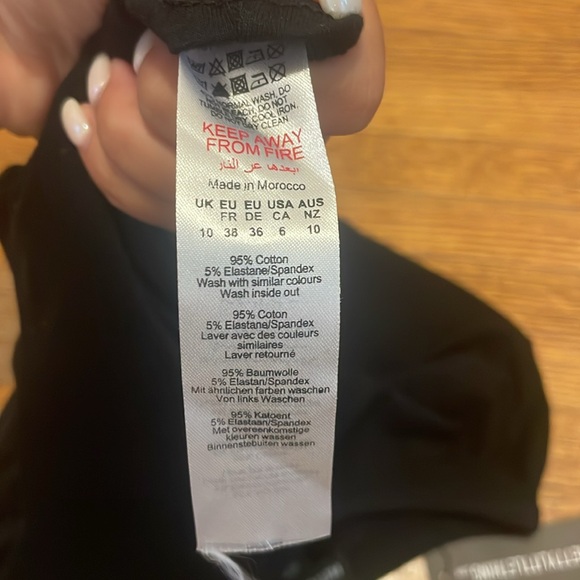 WASH, DO
KEEP AWAY
FROM FIRE
Made in Morocco
UK EU EU USA AUS
FR DE CA NZ
10 38 36 6 10
95% Cotton
5% Elastane/Spandex
Wash with similar colours
Wash inside out
95% Coton
5% Elastane/Spandex
Laver avec des couleurs
similaires
Laver retourné
95% Baumwolle
5% Elastan/Spandex
Mit ähnlichen farben waschen
Von links Waschen
95% Katoent
5% Elastaan/Spandex
Met overeenkomstige
kleuren wassen
Binnenstebuiten wassen